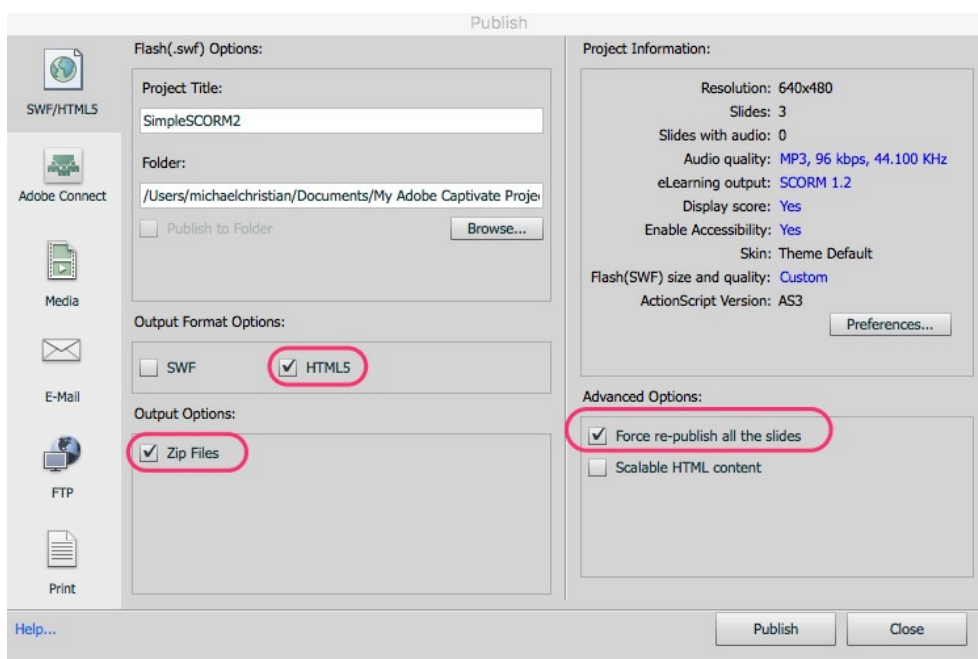 Publish
SWF/HTML5
Adobe Connect
Media
E-Mail
FTP
Print
Flash(.swf) Options:
Project Title:
SimpleSCORM2
Folder:
/Users/michaelchristian/Documents/My Adobe Captivate Proje
Publish to Folder
Browse...
Output Format Options:
SWF
HTML5
Output Options:
Zip Files
Project Information:
Resolution: 640x480
Slides: 3
Slides with audio: 0
Audio quality: MP3, 96 kbps, 44.100 KHz
eLearning output: SCORM 1.2
Display score: Yes
Enable Accessibility: Yes
Skin: Theme Default
Flash(SWF) size and quality: Custom
ActionScript Version: AS3
Preferences...
Advanced Options:
Force re-publish all the slides
Scalable HTML content
Help...
Publish
Close